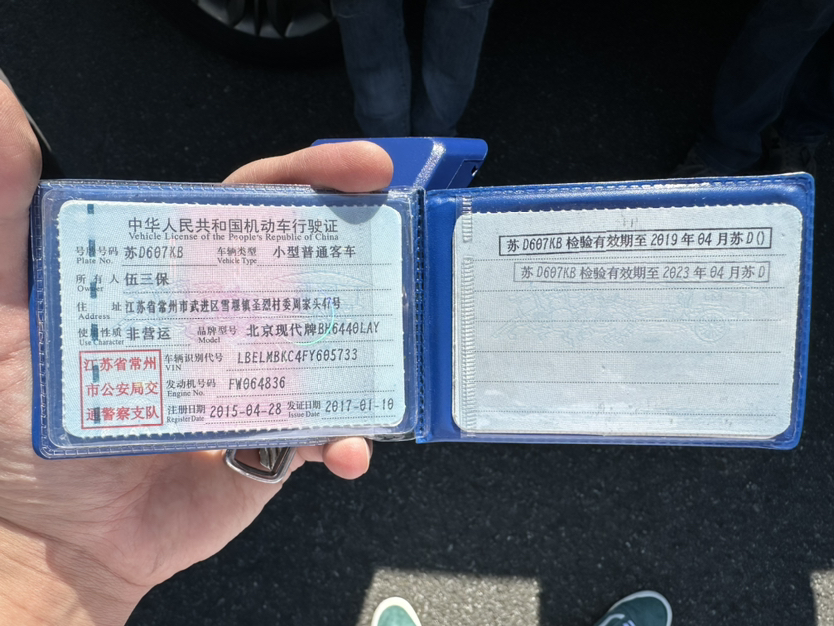 中华人民共和国机动车行驶证
Vehicle License of the People's Republic of China
号牌号码 苏D607KB 车辆类型 小型普通客车
Plate No. Vehicle Type
所有人 伍三保
Owner
住址 江苏省常州市武进区雪堰镇圣烈村委周家头47号
Address
使用性质 非营运 品牌型号 北京现代牌BH6440LAY
Use Character Model
江苏省常州
市公安局交
通警察支队
车辆识别代号 LBELMBKC4FY605733
VIN
发动机号码 FW064836
Engine No.
注册日期 2015-04-28 发证日期 2017-01-10
Register Date Issue Date
苏D607KB 检验有效期至 2019 年 04 月苏D()
苏D607KB 检验有效期至 2023 年 04 月苏D